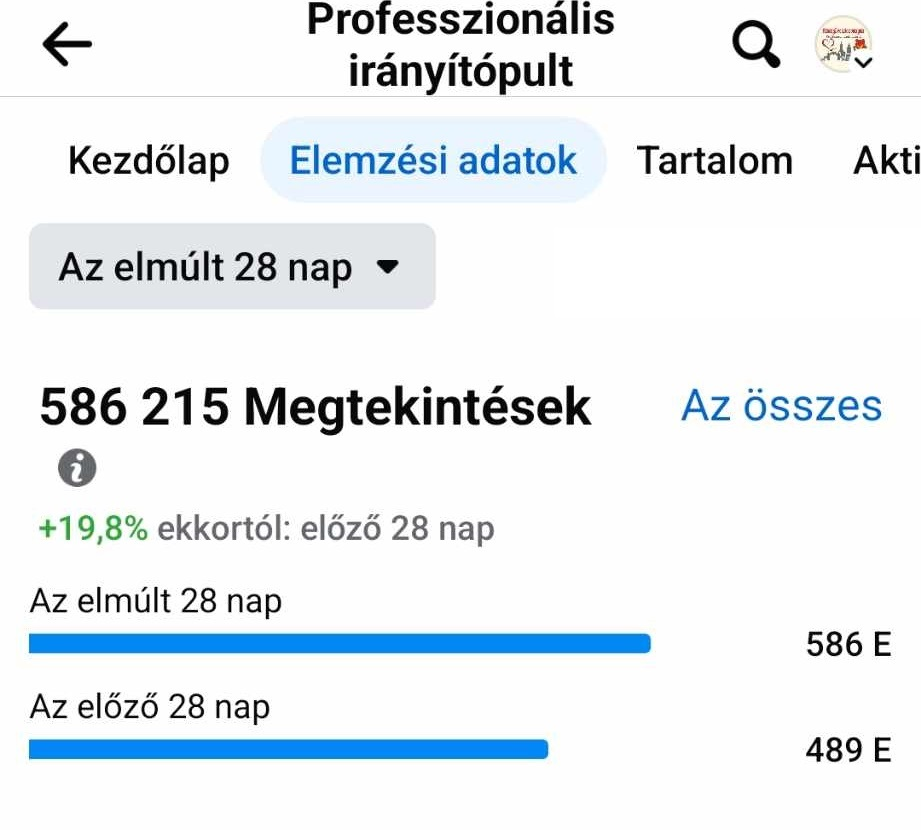 Professzionális
irányítópult
Kezdőlap Elemzési adatok Tartalom Akti
Az elmúlt 28 nap
586 215 Megtekintések Az összes
+19,8% ekkortól: előző 28 nap
Az elmúlt 28 nap
586 E
Az előző 28 nap
489 E